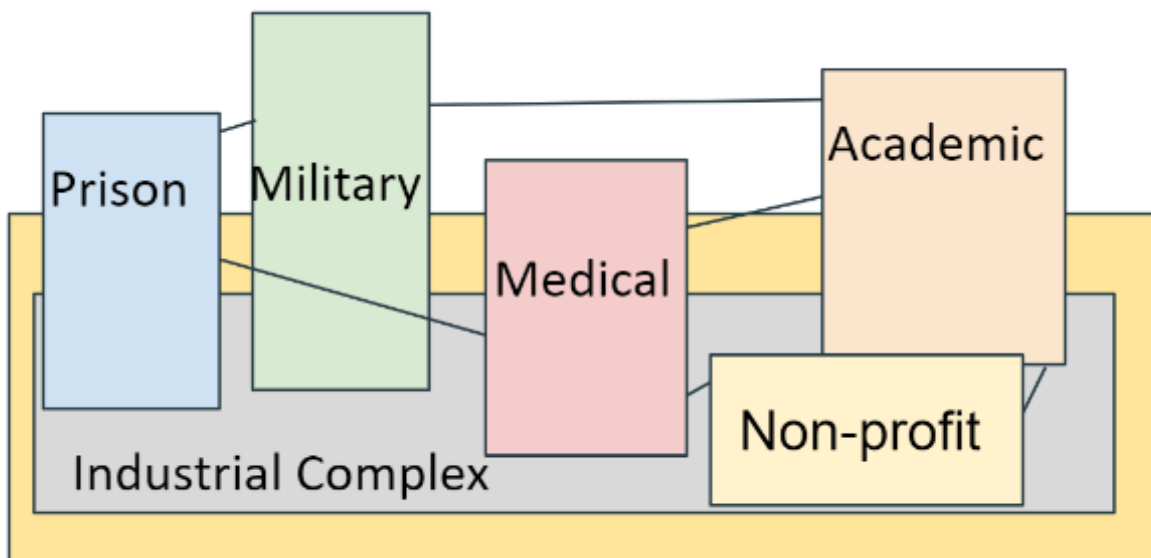 Prison
Military
Medical
Academic
Non-profit
Industrial Complex